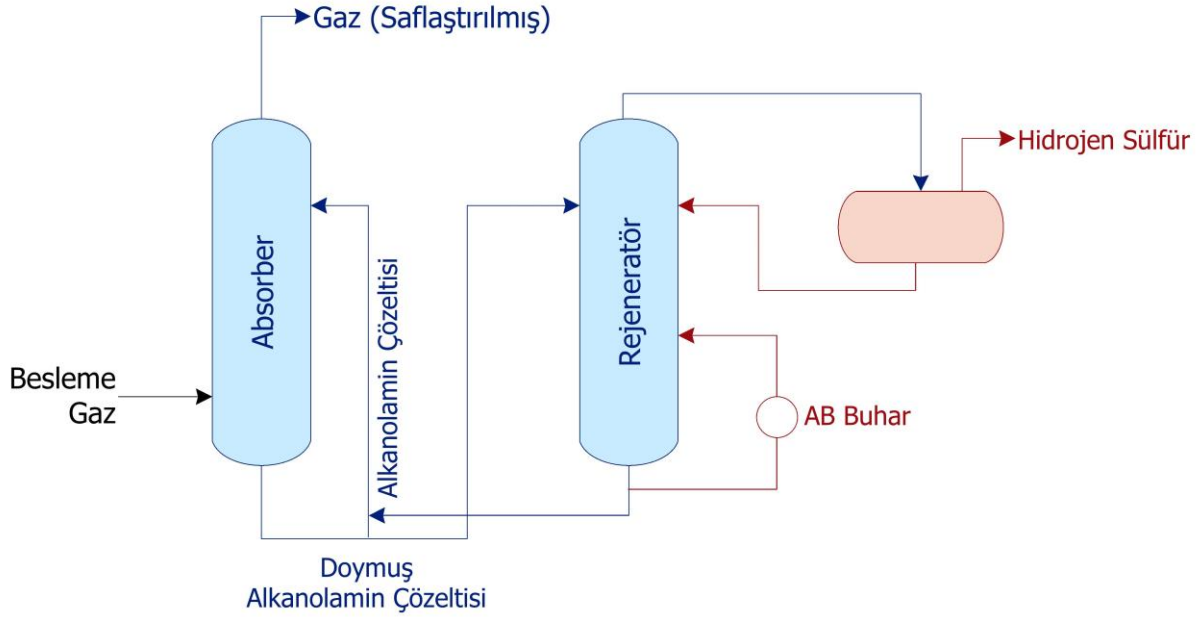 Gaz (Saflaştırılmış)
Hidrojen Sülfür
Absorber
Alkanolamin Çözeltisi
Rejeneratör
Besleme
Gaz
AB Buhar
Doymuş
Alkanolamin Çözeltisi